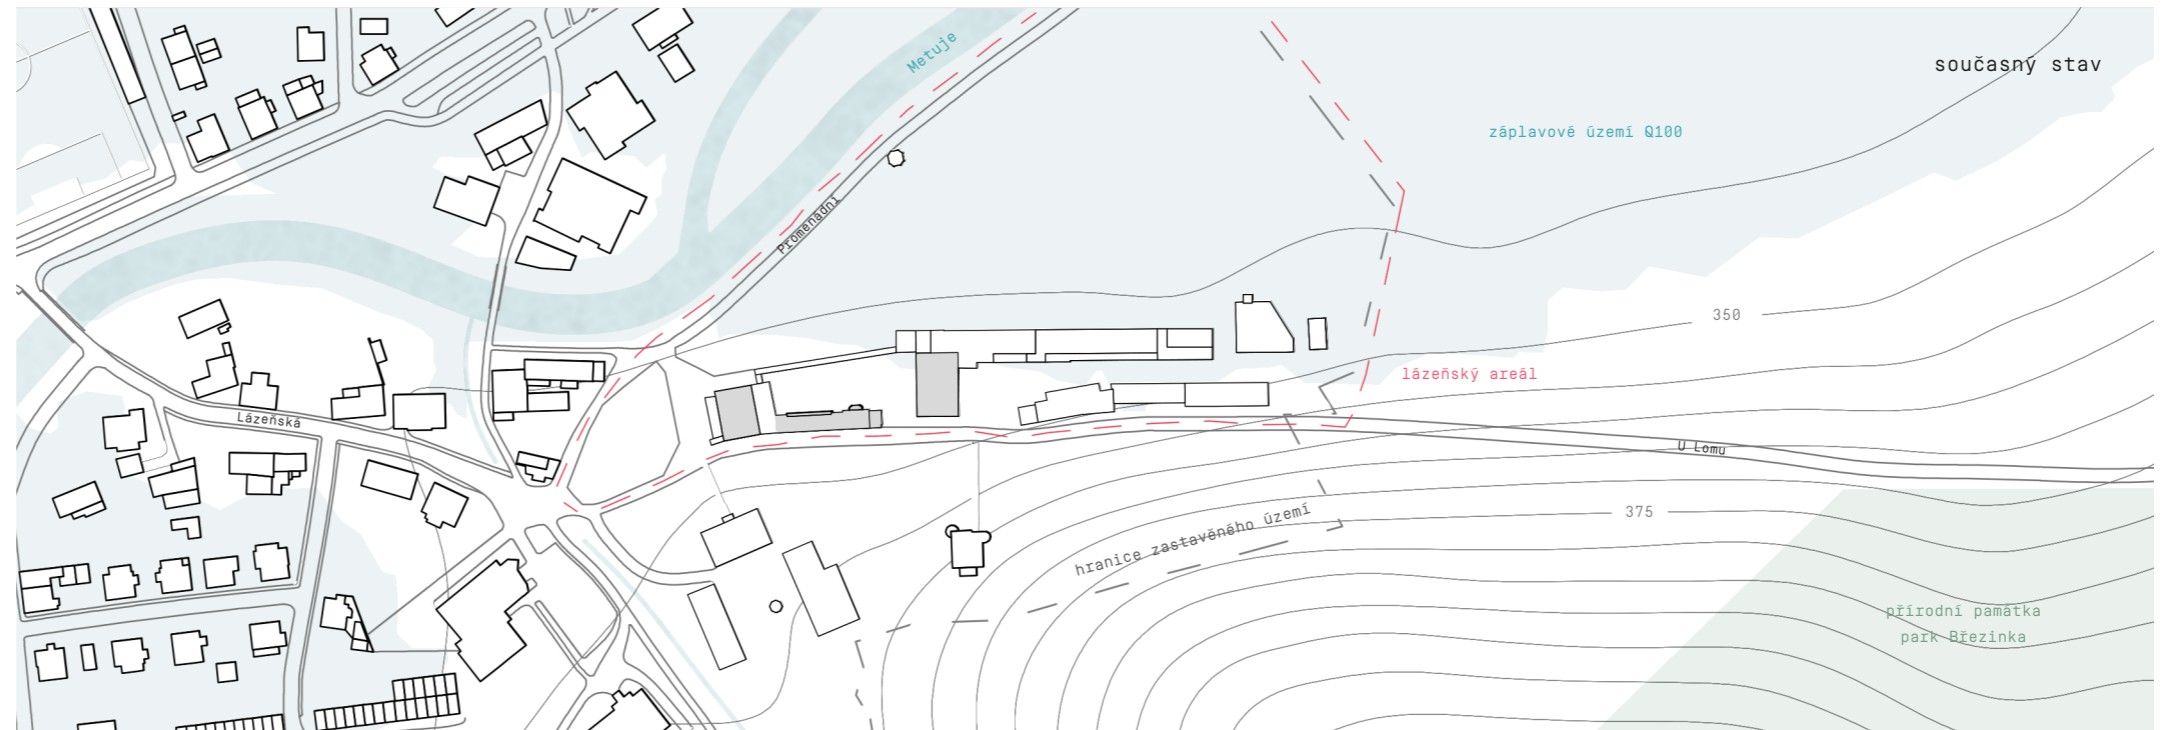 současný stav
Metuje
záplavové území Q100
Promenádní
350
lázeňský areál
Lázeňská
U Lomu
375
hranice zastavěného území
přírodní památka
park Březinka